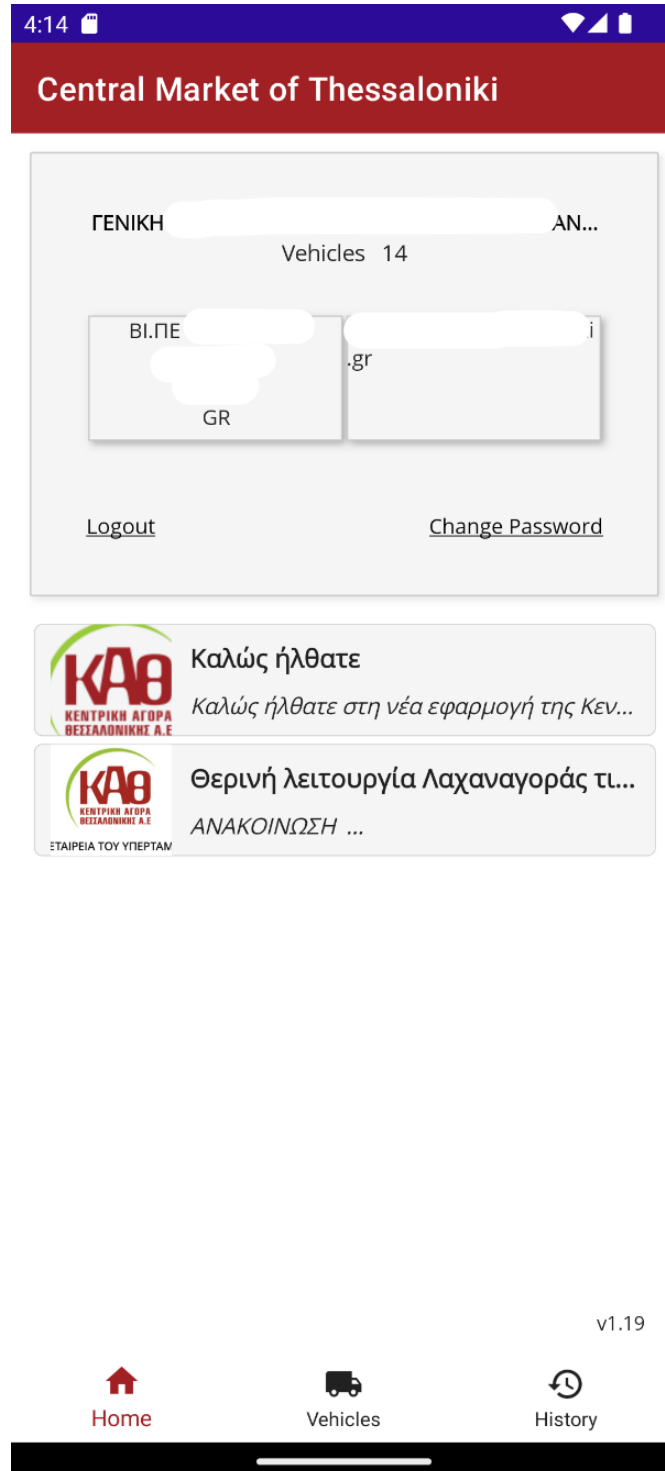 4:14
Central Market of Thessaloniki
ΓΕΝΙΚΗ ΑΝ...
Vehicles 14
ΒΙ.ΠΕ
GR
i
.gr
Logout
Change Password
ΚΑΘ
ΚΕΝΤΡΙΚΗ ΑΓΟΡΑ
ΘΕΣΣΑΛΟΝΙΚΗΣ Α.Ε
Καλώς ήλθατε
Καλώς ήλθατε στη νέα εφαρμογή της Κεν...
ΚΑΘ
ΚΕΝΤΡΙΚΗ ΑΓΟΡΑ
ΘΕΣΣΑΛΟΝΙΚΗΣ Α.Ε
ΕΤΑΙΡΕΙΑ ΤΟΥ ΥΠΕΡΤΑΜ
Θερινή λειτουργία Λαχαναγοράς τι...
ΑΝΑΚΟΙΝΩΣΗ ...
v1.19
Home
Vehicles
History